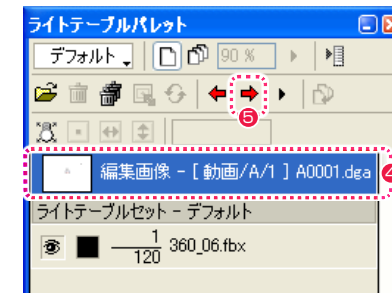 ライトテーブルパレット
デフォルト 90 %
5
編集画像 - [ 動画/A/1 ] A0001.dga 4
ライトテーブルセット - デフォルト
1
120 360_06.fbx